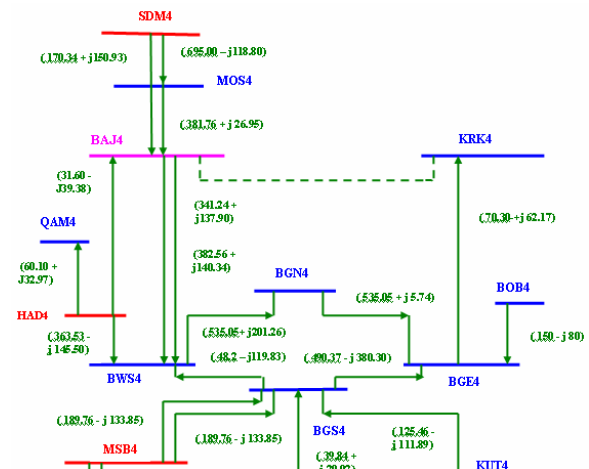 SDM4
(.170.34 + j150.93)
(.695.00 – j118.80)
MOS4
(.381.76 + j 26.95)
BAJ4
KRK4
(31.60 -
J39.38)
(341.24 +
j137.90)
(.70.30-+j 62.17)
QAM4
(382.56 +
j140.34)
(60.10 +
J32.97)
BGN4
BOB4
(.535.05 + j 5.74)
HAD4
(.363.53 -
j 145.50)
(.535.05+ j201.26)
(.150 - j 80)
(.48.2 –j119.83)
(.490.37 - j 380.30)
BWS4
BGE4
(.189.76 - j 133.85)
BGS4
(.125.46 -
j 111.89)
MSB4
(.189.76 - j 133.85)
(.39.84 +
KUT4